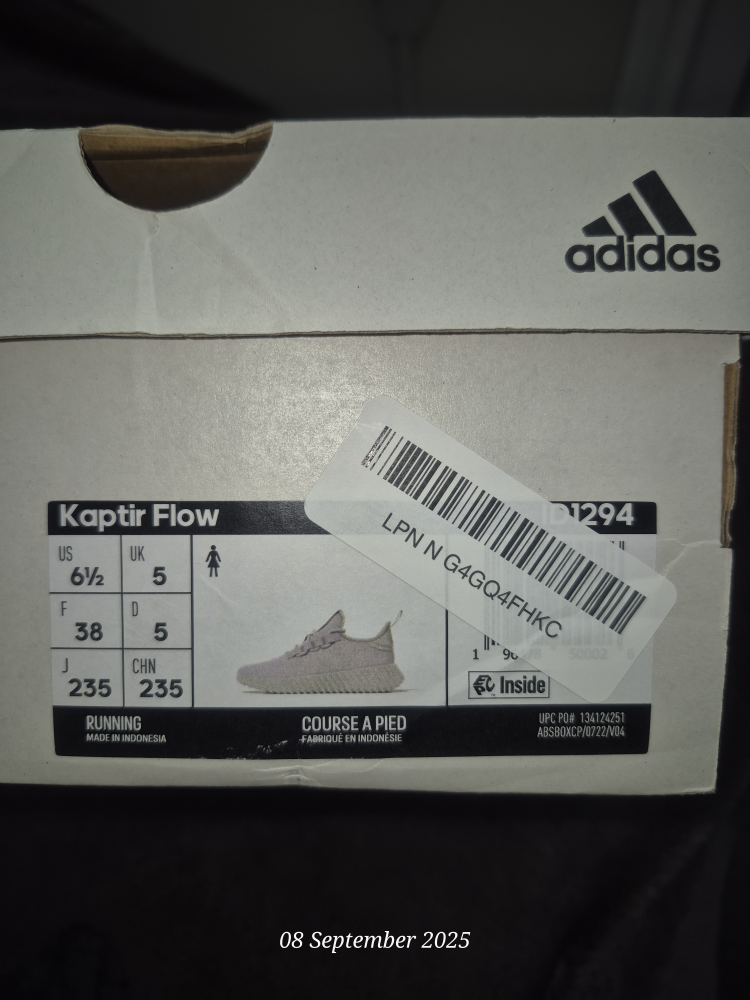 adidas
Kaptir Flow
1294
US
6½
UK
5
F
38
D
5
J
235
CHN
235
LPN N G4GQ4FHKC
Inside
RUNNING
MADE IN INDONESIA
COURSE A PIED
FABRIQUÉ EN INDONÉSIE
UPC PO# 134124251
ABSBOXCP/0722/V04
08 September 2025